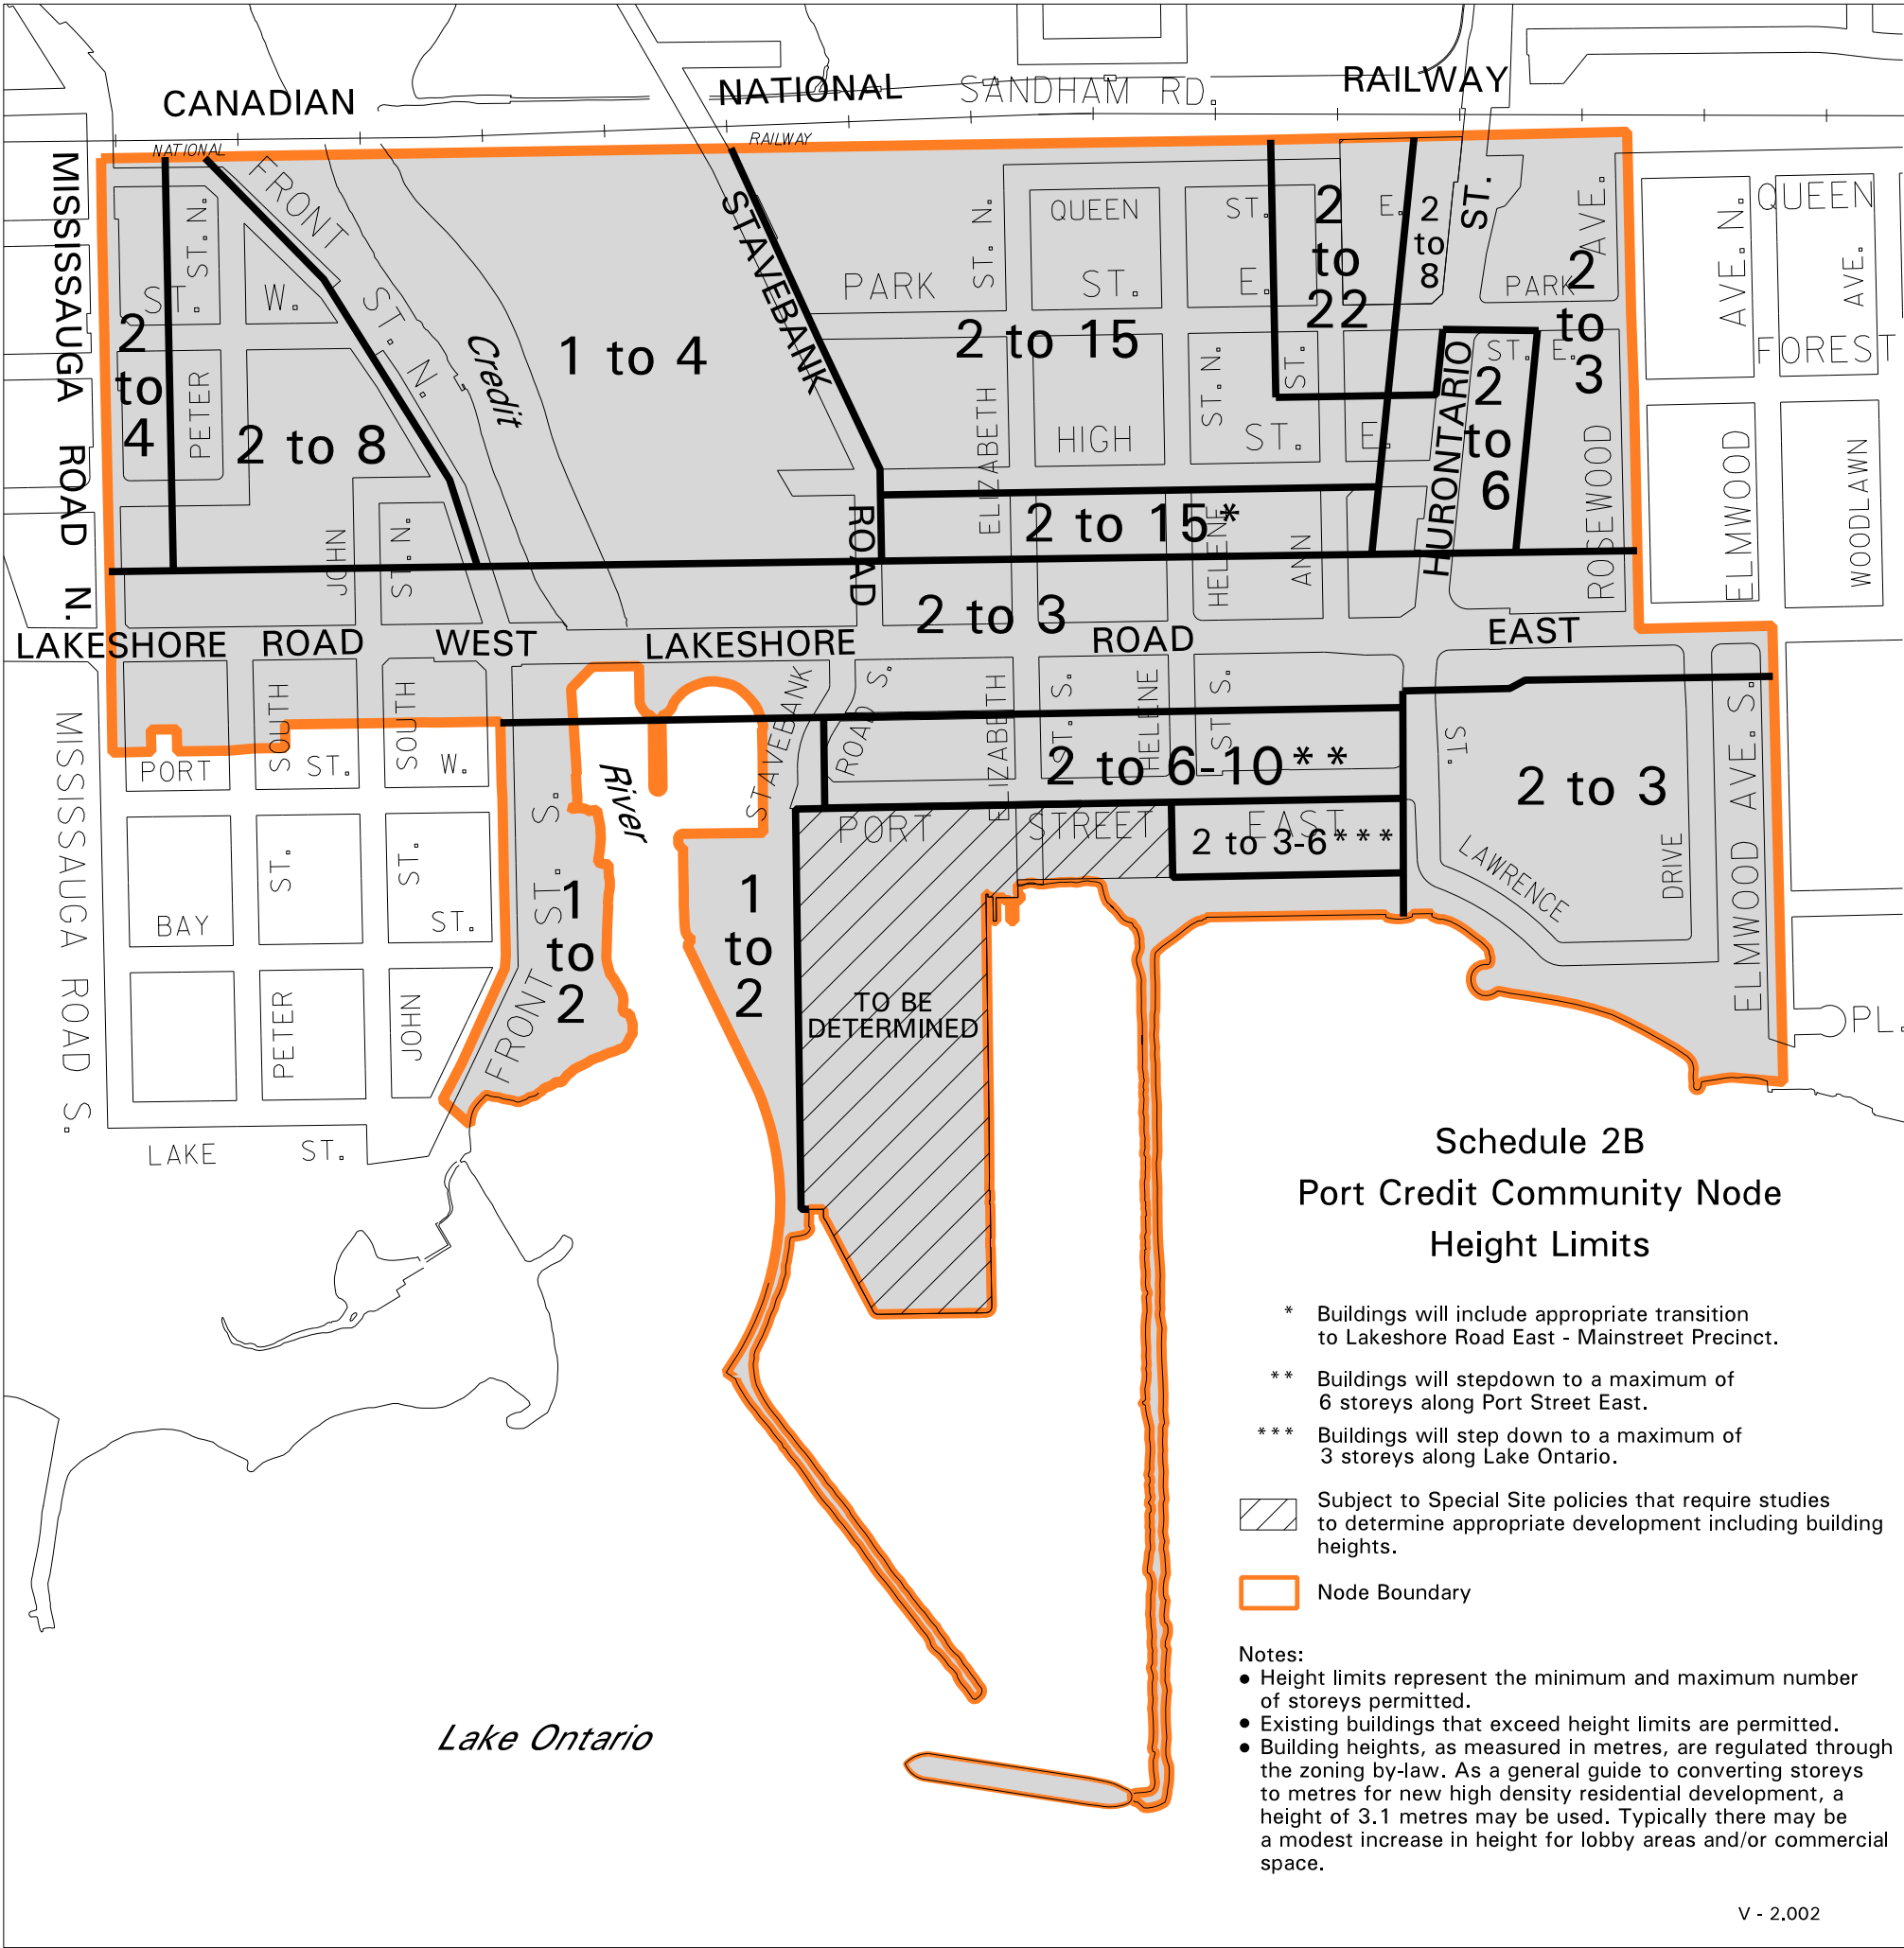 CANADIAN
NATIONAL
SANDHAM RD.
RAILWAY
NATIONAL
RAILWAY
MISSISSAUGA ROAD N.
FRONT ST. N.
ST. N.
ST. W.
PETER
2 to 4
2 to 8
Credit
1 to 4
STAVEBANK ROAD
PARK ST. E.
ST. N.
QUEEN ST. E.
2 to 15
2 to 22
2 to 8
ST.
AVE.
PARK
2 to 3
ST. E.
2 to 6
HURONTARIO
ROSEWOOD
ELIZABETH
HIGH ST. E.
ST. N.
ST.
2 to 15*
HELENE
ANN
JOHN
ST. N.
AVE. N.
QUEEN
AVE.
FOREST
ELMWOOD
WOODLAWN
2 to 3
LAKESHORE ROAD WEST
LAKESHORE ROAD EAST
MISSISSAUGA ROAD S.
SOUTH
SOUTH
PORT ST. W.
STAVEBANK
ROAD S.
ELIZABETH
ST. S.
HELENE
ST S.
2 to 6-10**
River
ST.
2 to 3
LAWRENCE
DRIVE
ELMWOOD AVE. S.
PORT STREET EAST
2 to 3-6***
ST.
ST.
BAY ST.
PETER
JOHN
FRONT ST. S.
S.
1
to
2
1
to
2
TO BE
DETERMINED
PL.
LAKE ST.
Schedule 2B
Port Credit Community Node
Height Limits
* Buildings will include appropriate transition
to Lakeshore Road East - Mainstreet Precinct.
** Buildings will stepdown to a maximum of
6 storeys along Port Street East.
*** Buildings will step down to a maximum of
3 storeys along Lake Ontario.
Subject to Special Site policies that require studies
to determine appropriate development including building
heights.
Node Boundary
Notes:
● Height limits represent the minimum and maximum number
of storeys permitted.
● Existing buildings that exceed height limits are permitted.
● Building heights, as measured in metres, are regulated through
the zoning by-law. As a general guide to converting storeys
to metres for new high density residential development, a
height of 3.1 metres may be used. Typically there may be
a modest increase in height for lobby areas and/or commercial
space.
Lake Ontario
V - 2.002